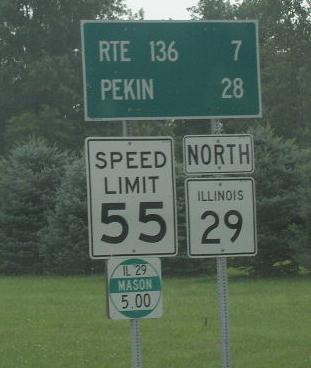 RTE 136 7
PEKIN 28
SPEED
LIMIT
55
NORTH
ILLINOIS
29
IL 29
MASON
5.00